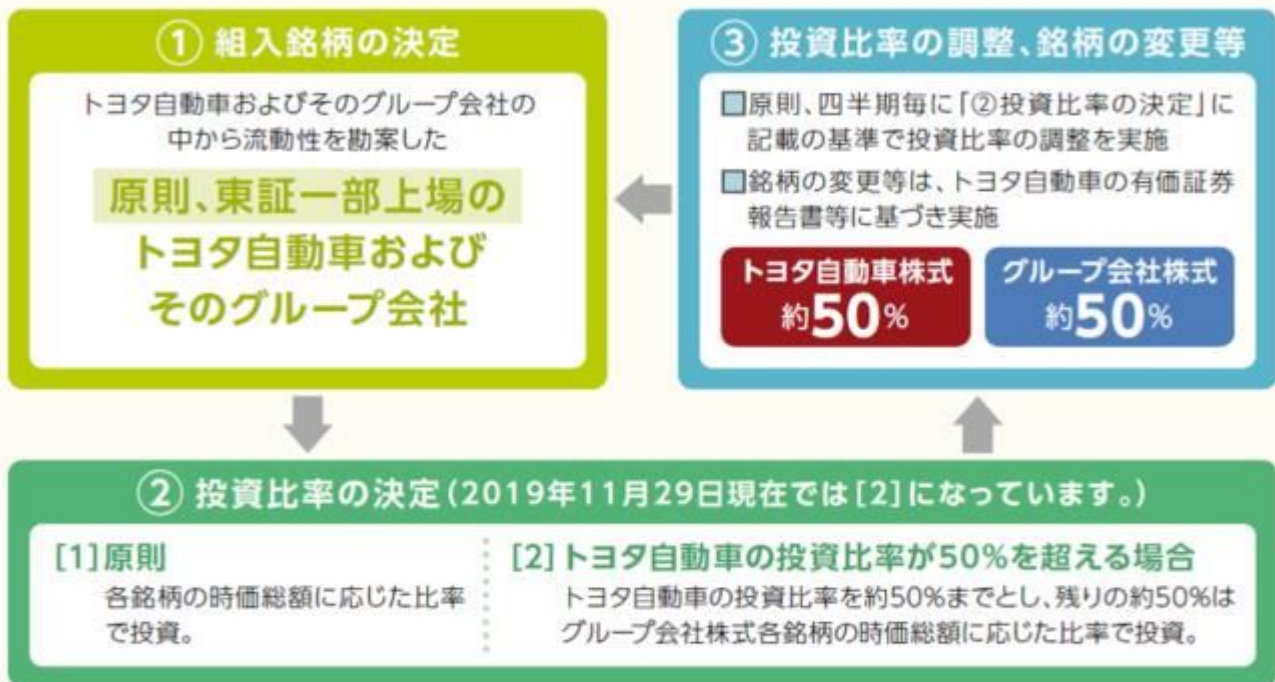 ① 組入銘柄の決定
トヨタ自動車およびそのグループ会社の
中から流動性を勘案した
原則、東証一部上場の
トヨタ自動車および
そのグループ会社
② 投資比率の決定(2019年11月29日現在では[2]になっています。)
[1]原則
各銘柄の時価総額に応じた比率
で投資。
[2]トヨタ自動車の投資比率が50%を超える場合
トヨタ自動車の投資比率を約50%までとし、残りの約50%は
グループ会社株式各銘柄の時価総額に応じた比率で投資。
③ 投資比率の調整、銘柄の変更等
□原則、四半期毎に「②投資比率の決定」に
記載の基準で投資比率の調整を実施
□銘柄の変更等は、トヨタ自動車の有価証券
報告書等に基づき実施
トヨタ自動車株式
約50%
グループ会社株式
約50%